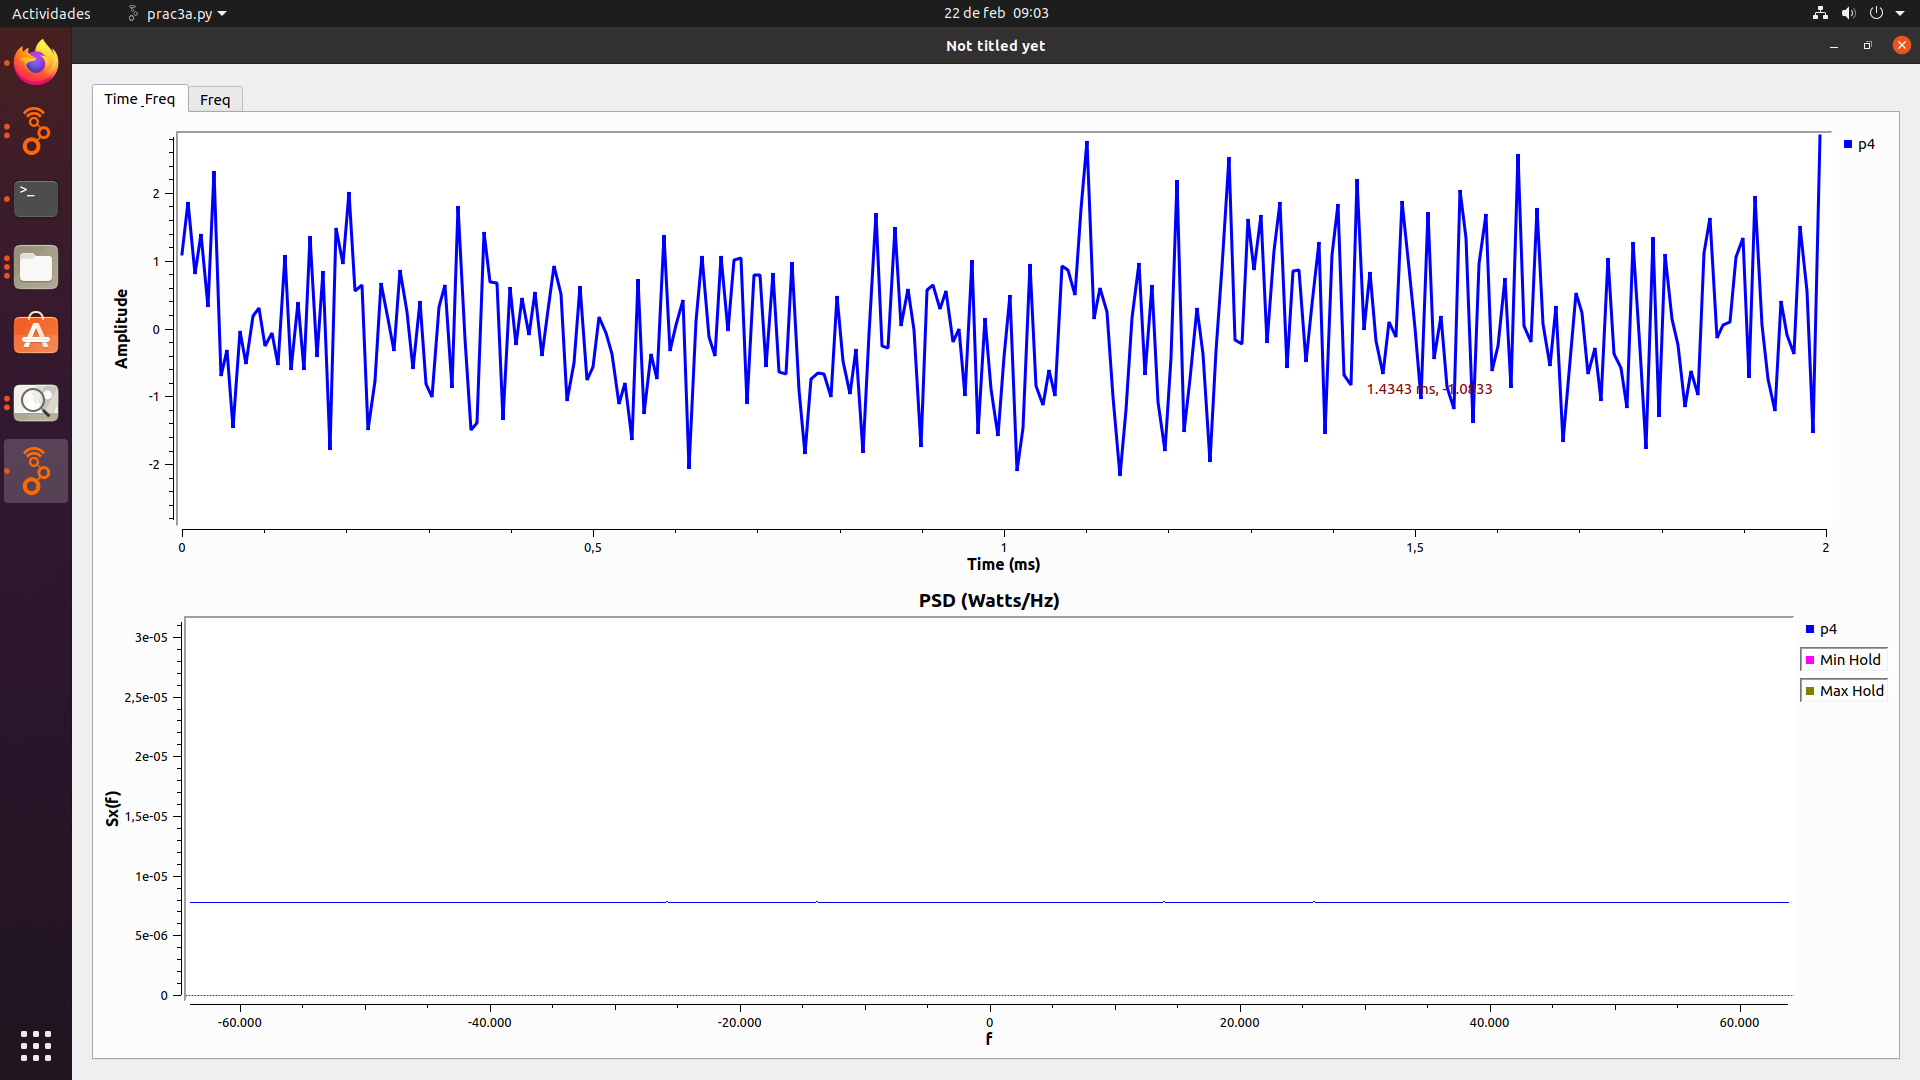 Actividades
prac3a.py
22 de feb 09:03
Not titled yet
Time_Freq
Freq
p4
2
1
0
-1
-2
Amplitude
1.4343 ms, -1.0833
0
0,5
1
1,5
2
Time (ms)
PSD (Watts/Hz)
p4
Min Hold
Max Hold
3e-05
2,5e-05
2e-05
1,5e-05
1e-05
5e-06
0
Sx(f)
-60.000
-40.000
-20.000
0
20.000
40.000
60.000
f